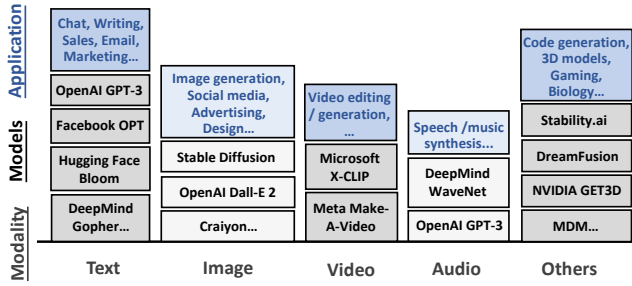 Application
Models
Modality
Chat, Writing,
Sales, Email,
Marketing…
OpenAI GPT-3
Facebook OPT
Hugging Face
Bloom
DeepMind
Gopher…
Text
Image generation,
Social media,
Advertising,
Design…
Stable Diffusion
OpenAI Dall-E 2
Craiyon…
Image
Video editing
/ generation,
…
Microsoft
X-CLIP
Meta Make-
A-Video
Video
Speech /music
synthesis...
DeepMind
WaveNet
OpenAI GPT-3
Audio
Code generation,
3D models,
Gaming,
Biology…
Stability.ai
DreamFusion
NVIDIA GET3D
MDM…
Others